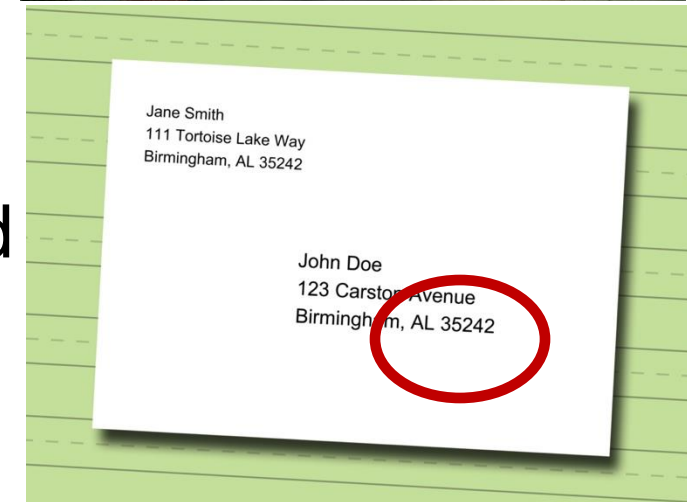 Jane Smith
111 Tortoise Lake Way
Birmingham, AL 35242
d
John Doe
123 Carston Avenue
Birmingham, AL 35242